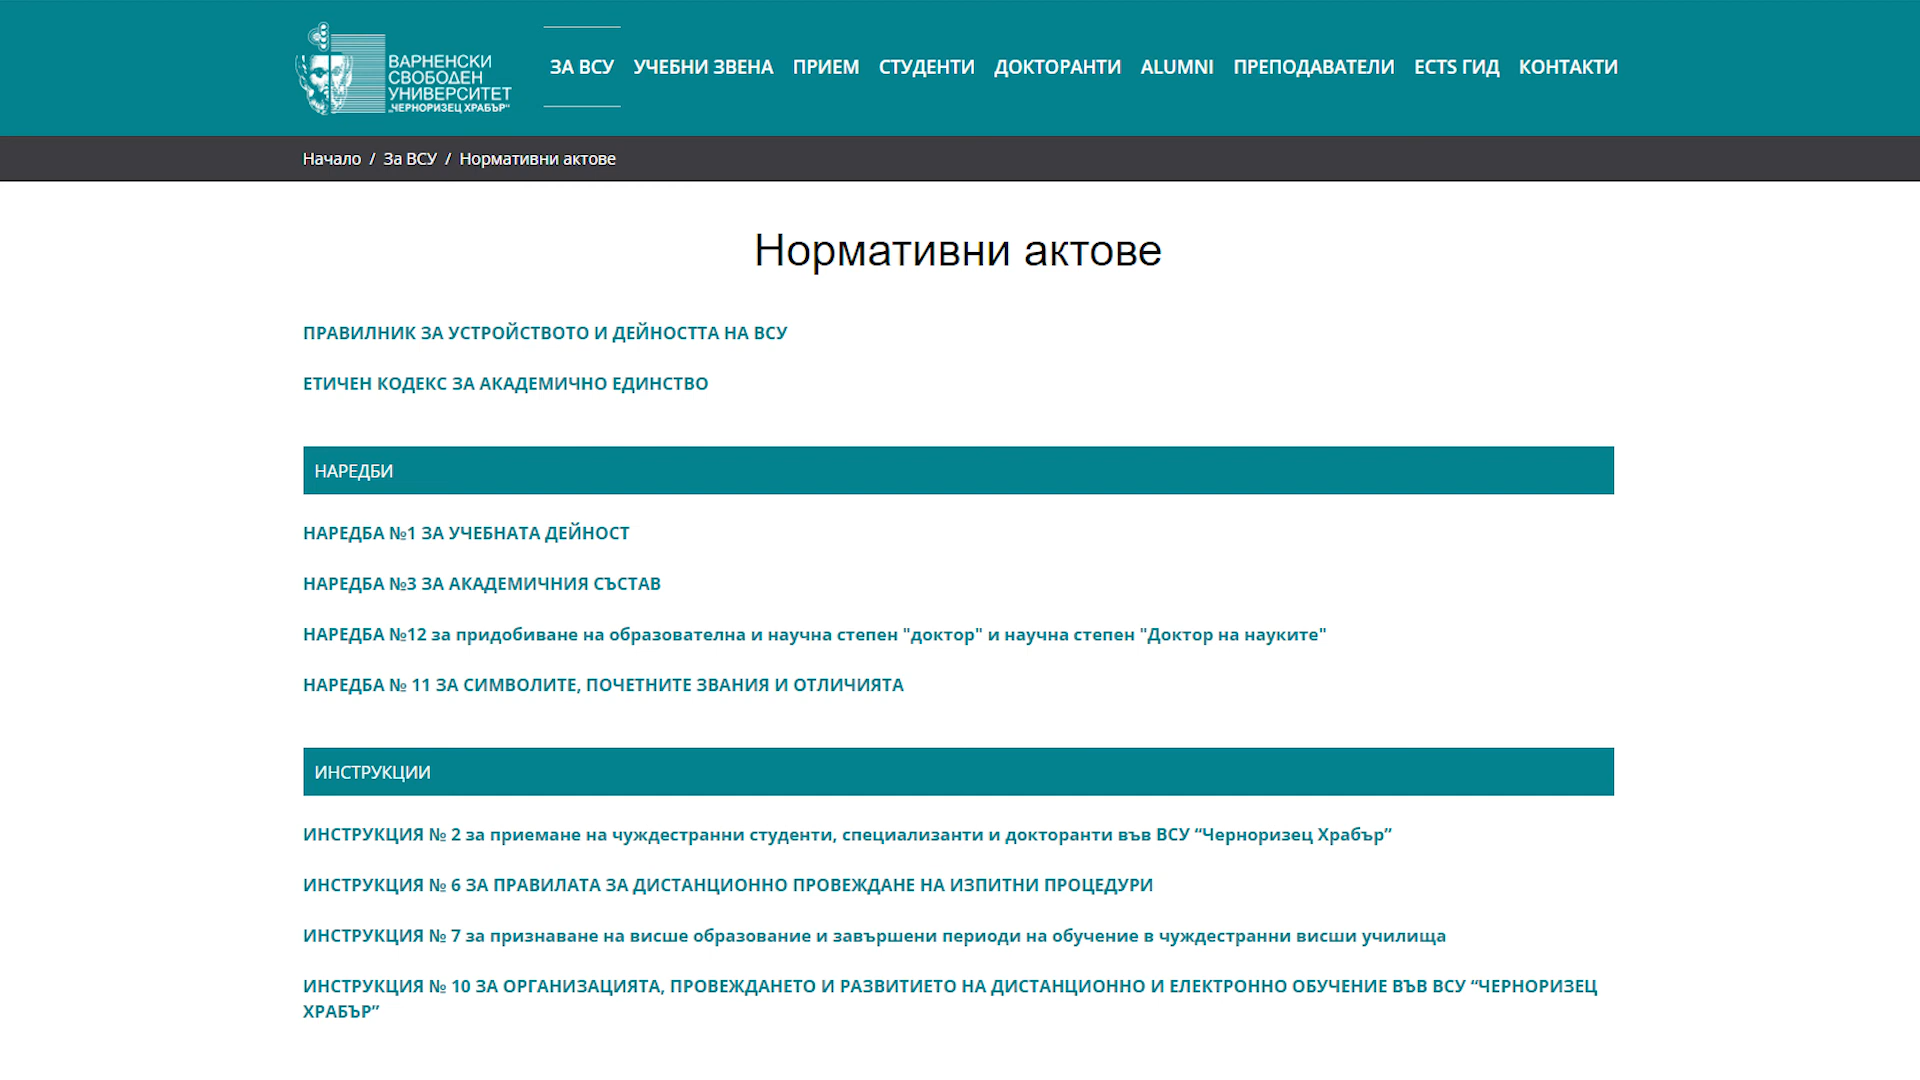 ВАРНЕНСКИ
СВОБОДЕН
УНИВЕРСИТЕТ
„ЧЕРНОРИЗЕЦ ХРАБЪР“
ЗА ВСУ УЧЕБНИ ЗВЕНА ПРИЕМ СТУДЕНТИ ДОКТОРАНТИ ALUMNI ПРЕПОДАВАТЕЛИ ECTS ГИД КОНТАКТИ
Начало / За ВСУ / Нормативни актове
Нормативни актове
ПРАВИЛНИК ЗА УСТРОЙСТВОТО И ДЕЙНОСТТА НА ВСУ
ЕТИЧЕН КОДЕКС ЗА АКАДЕМИЧНО ЕДИНСТВО
НАРЕДБИ
НАРЕДБА №1 ЗА УЧЕБНАТА ДЕЙНОСТ
НАРЕДБА №3 ЗА АКАДЕМИЧНИЯ СЪСТАВ
НАРЕДБА №12 за придобиване на образователна и научна степен "доктор" и научна степен "Доктор на науките"
НАРЕДБА № 11 ЗА СИМВОЛИТЕ, ПОЧЕТНИТЕ ЗВАНИЯ И ОТЛИЧИЯТА
ИНСТРУКЦИИ
ИНСТРУКЦИЯ № 2 за приемане на чуждестранни студенти, специализанти и докторанти във ВСУ “Черноризец Храбър”
ИНСТРУКЦИЯ № 6 ЗА ПРАВИЛАТА ЗА ДИСТАНЦИОННО ПРОВЕЖДАНЕ НА ИЗПИТНИ ПРОЦЕДУРИ
ИНСТРУКЦИЯ № 7 за признаване на висше образование и завършени периоди на обучение в чуждестранни висши училища
ИНСТРУКЦИЯ № 10 ЗА ОРГАНИЗАЦИЯТА, ПРОВЕЖДАНЕТО И РАЗВИТИЕТО НА ДИСТАНЦИОННО И ЕЛЕКТРОННО ОБУЧЕНИЕ ВЪВ ВСУ “ЧЕРНОРИЗЕЦ
ХРАБЪР”